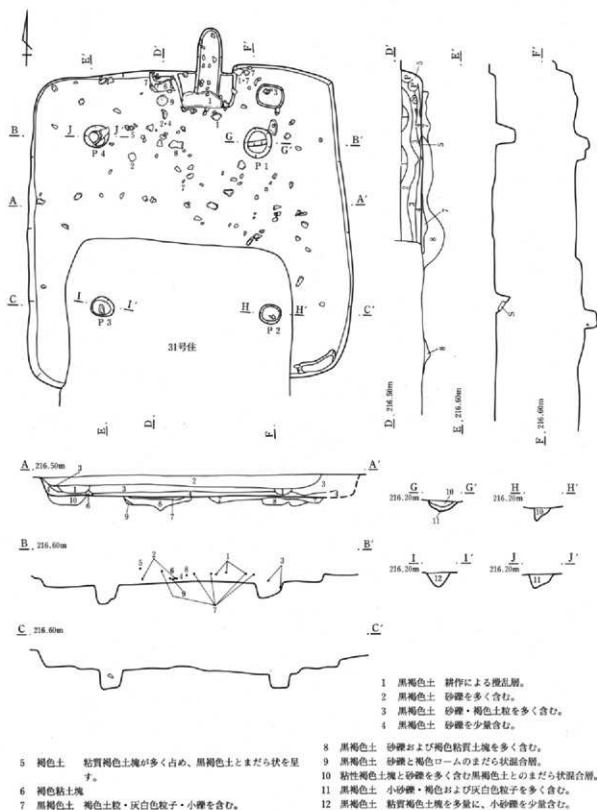 E′ D′ F′
D′ E′ F′
B J J′ G G′ B′
P4 P1
A A′
C I I′ H H′ C′
P3 P2
31号住
E D F
D 216.50m
E 216.60m
F 216.60m
A 216.50m A′
B 216.60m B′
C 216.60m C′
G G′ H H′
216.20m 216.20m
I I′ J J′
216.20m 216.20m
1 黒褐色土 耕作による攪乱層。
2 黒褐色土 砂礫を多く含む。
3 黒褐色土 砂礫・褐色土粒を多く含む。
4 黒褐色土 砂礫を少量含む。
5 褐色土 粘質褐色土塊が多く占め、黒褐色土とまだら状を呈
す。
6 褐色粘土塊
7 黒褐色土 褐色土粒・灰白色粒子・小礫を含む。
8 黒褐色土 砂礫および褐色粘質土塊を多く含む。
9 黒褐色土 砂礫と褐色ロームのまだら状混合層。
10 粘性褐色土塊と砂礫を多く含む黒褐色土とのまだら状混合層。
11 黒褐色土 小砂礫・褐色および灰白色粒子を多く含む。
12 黒褐色土 粘質褐色土塊を多量に、小砂礫を少量含む。